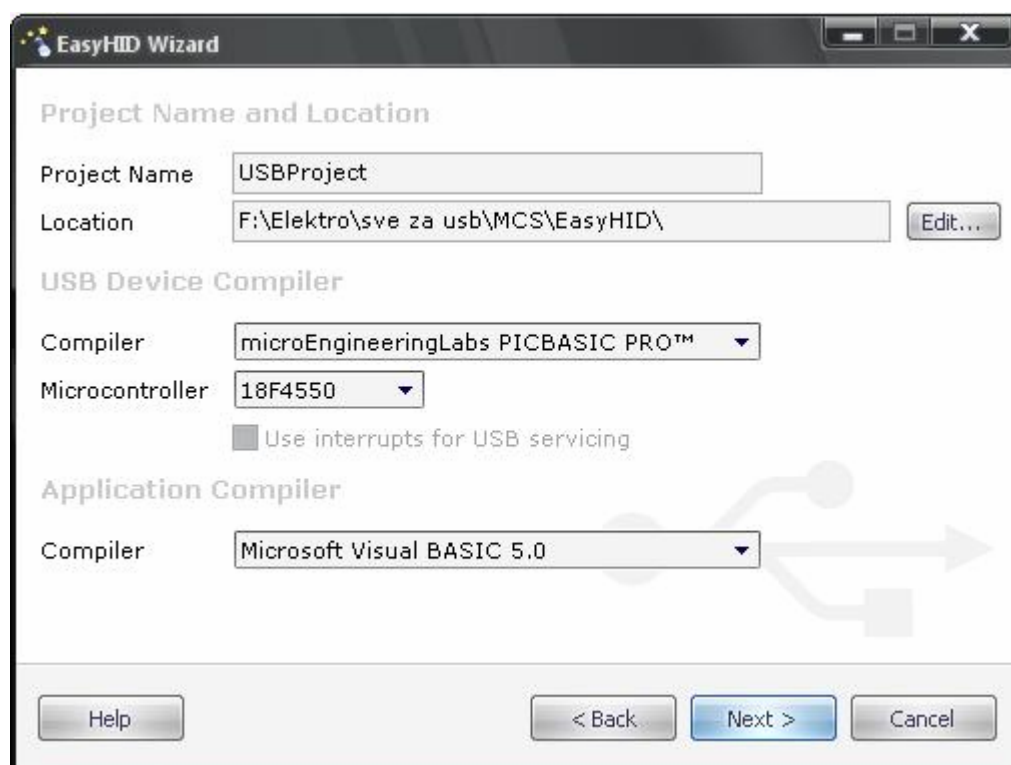 EasyHID Wizard
Project Name and Location
Project Name USBProject
Location F:\Elektro\sve za usb\MCS\EasyHID\ Edit...
USB Device Compiler
Compiler microEngineeringLabs PICBASIC PRO™
Microcontroller 18F4550
Use interrupts for USB servicing
Application Compiler
Compiler Microsoft Visual BASIC 5.0
Help < Back Next > Cancel